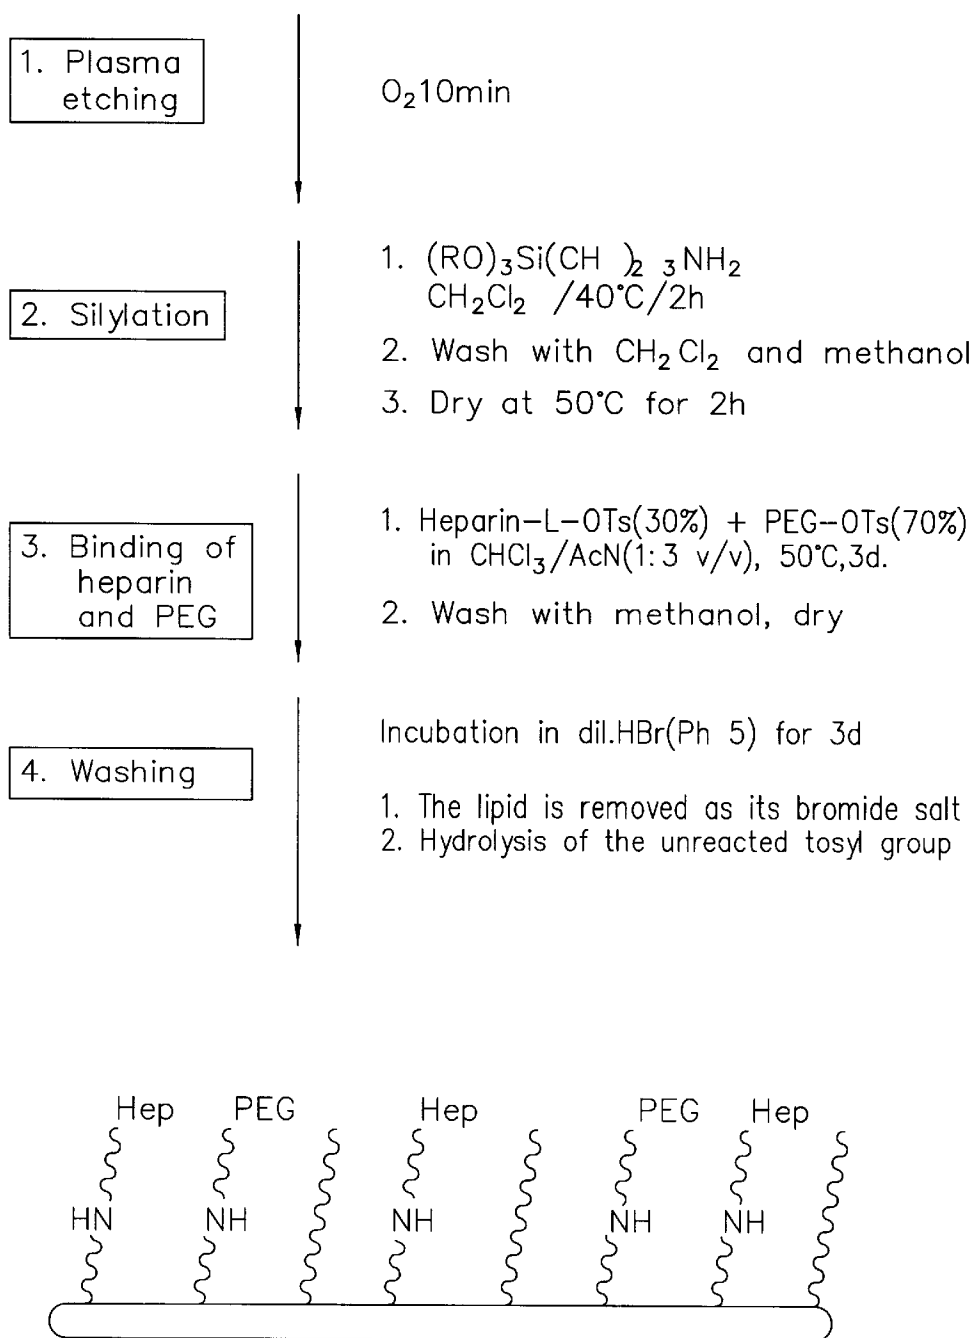 1. Plasma
etching
O₂10min
2. Silylation
1. (RO)₃Si(CH )₂ ₃NH₂
CH₂Cl₂ /40°C/2h
2. Wash with CH₂Cl₂ and methanol
3. Dry at 50°C for 2h
3. Binding of
heparin
and PEG
1. Heparin-L-OTs(30%) + PEG-OTs(70%)
in CHCl₃/AcN(1:3 v/v), 50°C,3d.
2. Wash with methanol, dry
4. Washing
Incubation in dil.HBr(Ph 5) for 3d
1. The lipid is removed as its bromide salt
2. Hydrolysis of the unreacted tosyl group
Hep PEG Hep PEG Hep
HN NH NH NH NH